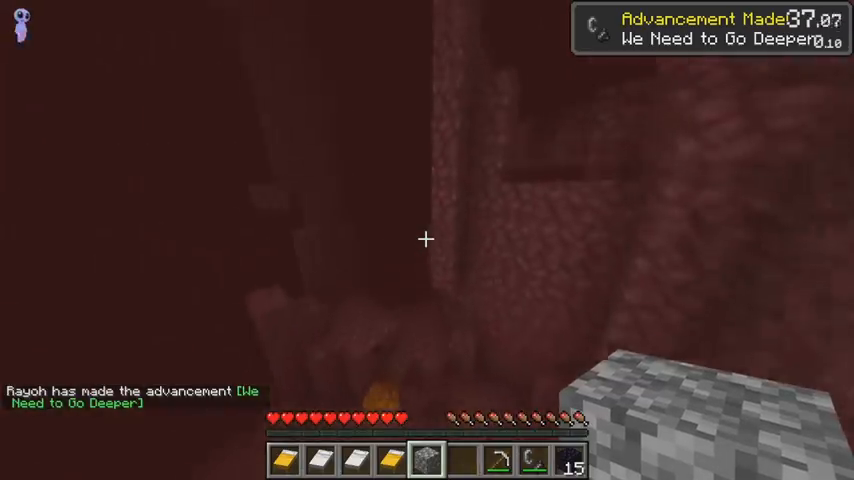 Advancement Made
37.07
We Need to Go Deeper
0.10
Rayoh has made the advancement [We
Need to Go Deeper]
15